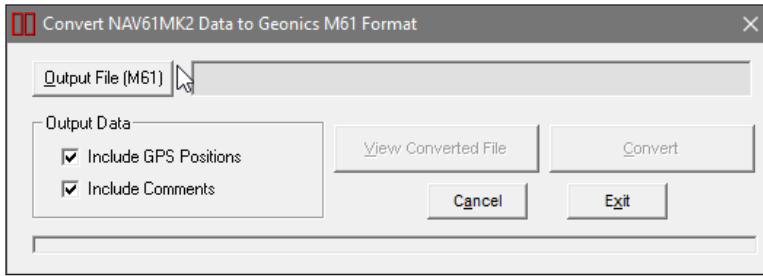 Convert NAV61MK2 Data to Geonics M61 Format
Output File (M61)
Output Data
Include GPS Positions
Include Comments
View Converted File
Convert
Cancel
Exit